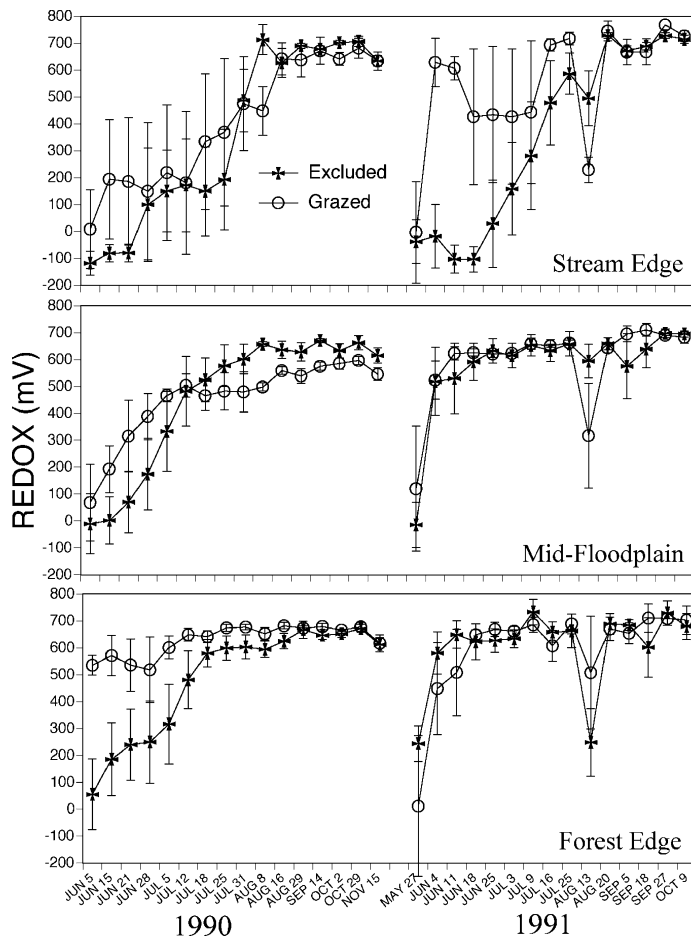 800
700
600
500
400
300
200
100
0
-100
-200
Excluded
Grazed
Stream Edge
800
700
600
500
400
300
200
100
0
-100
-200
REDOX (mV)
Mid-Floodplain
800
700
600
500
400
300
200
100
0
-100
-200
Forest Edge
JUN 5
JUN 15
JUN 21
JUN 28
JUL 5
JUL 12
JUL 18
JUL 25
JUL 31
AUG 8
AUG 16
AUG 29
SEP 14
OCT 2
OCT 29
NOV 15
MAY 27
JUN 4
JUN 11
JUN 18
JUN 25
JUL 3
JUL 9
JUL 16
JUL 25
AUG 13
AUG 20
SEP 5
SEP 18
SEP 27
OCT 9
1990
1991